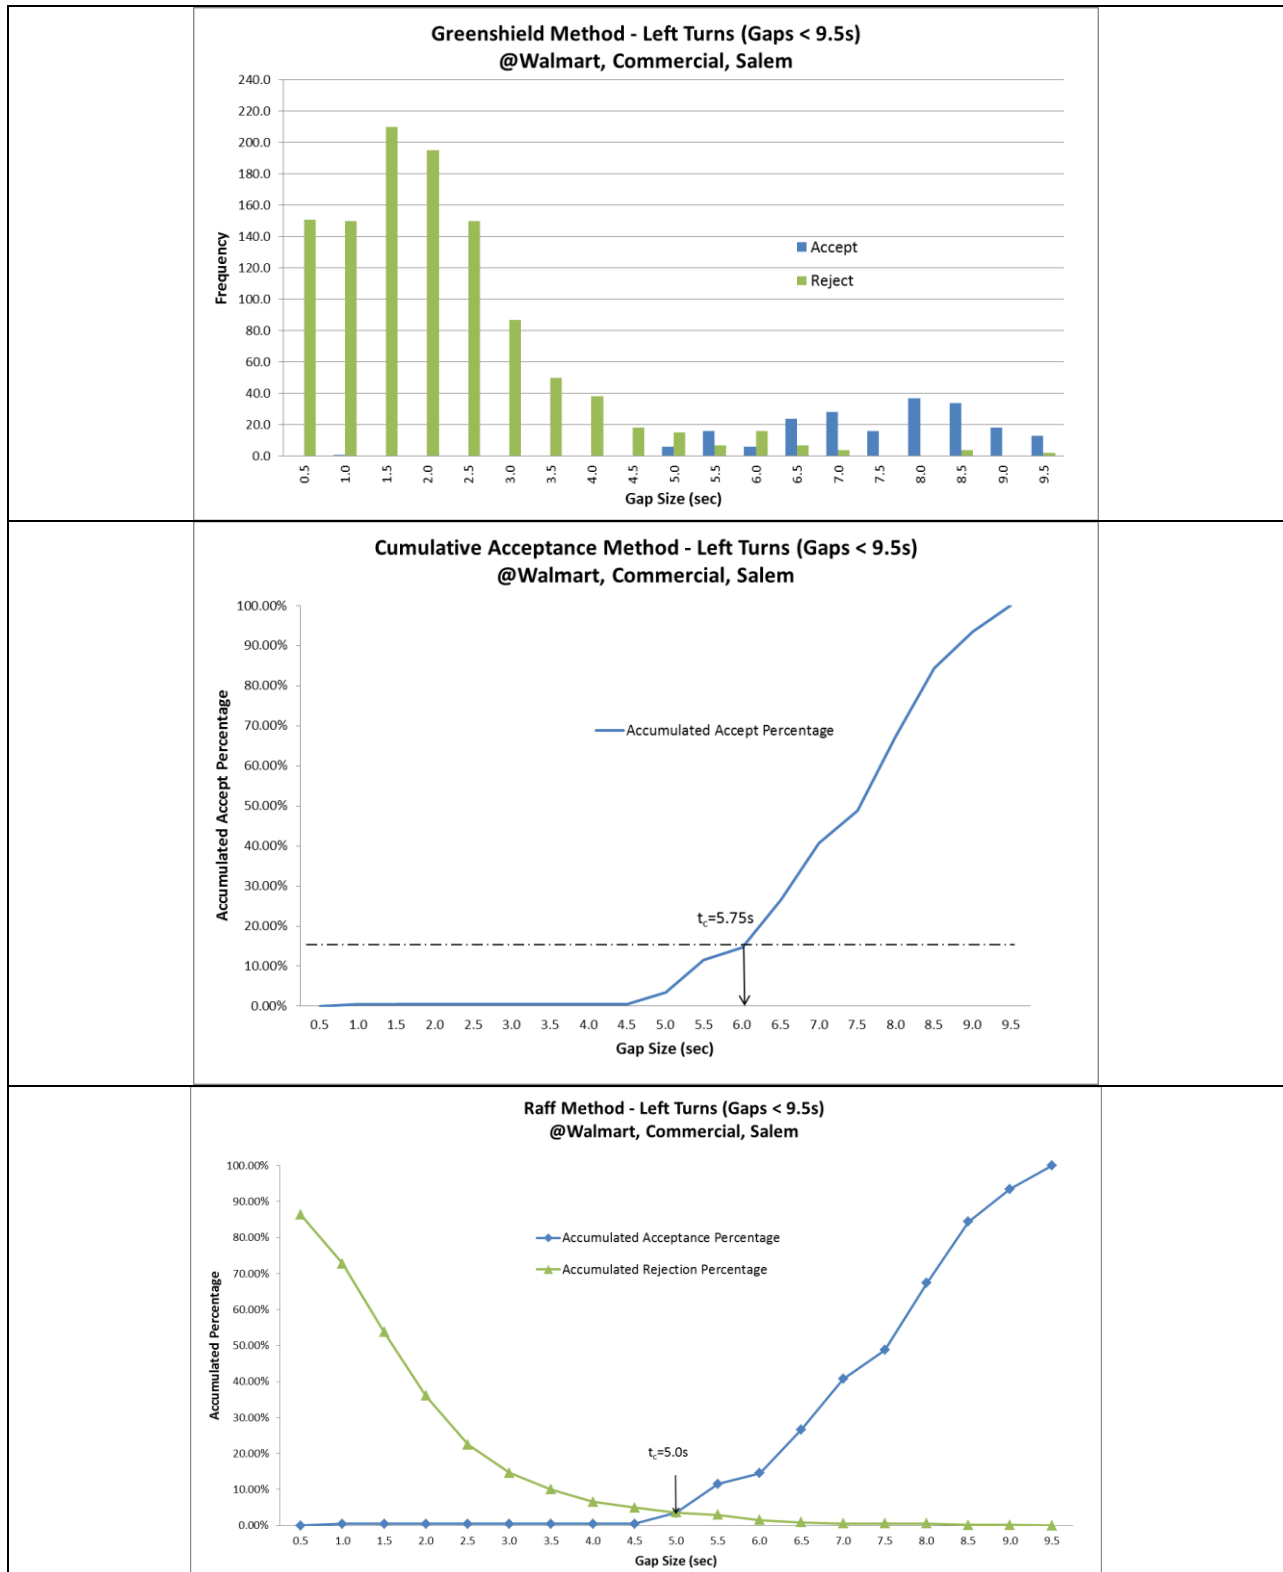 Greenshield Method - Left Turns (Gaps < 9.5s)
@Walmart, Commercial, Salem
240.0
220.0
200.0
180.0
160.0
140.0
120.0
100.0
80.0
60.0
40.0
20.0
0.0
Frequency
Accept
Reject
0.5 1.0 1.5 2.0 2.5 3.0 3.5 4.0 4.5 5.0 5.5 6.0 6.5 7.0 7.5 8.0 8.5 9.0 9.5
Gap Size (sec)
Cumulative Acceptance Method - Left Turns (Gaps < 9.5s)
@Walmart, Commercial, Salem
100.00%
90.00%
80.00%
70.00%
60.00%
50.00%
40.00%
30.00%
20.00%
10.00%
0.00%
Accumulated Accept Percentage
Accumulated Accept Percentage
tc=5.75s
0.5 1.0 1.5 2.0 2.5 3.0 3.5 4.0 4.5 5.0 5.5 6.0 6.5 7.0 7.5 8.0 8.5 9.0 9.5
Gap Size (sec)
Raff Method - Left Turns (Gaps < 9.5s)
@Walmart, Commercial, Salem
100.00%
90.00%
80.00%
70.00%
60.00%
50.00%
40.00%
30.00%
20.00%
10.00%
0.00%
Accumulated Percentage
Accumulated Acceptance Percentage
Accumulated Rejection Percentage
tc=5.0s
0.5 1.0 1.5 2.0 2.5 3.0 3.5 4.0 4.5 5.0 5.5 6.0 6.5 7.0 7.5 8.0 8.5 9.0 9.5
Gap Size (sec)